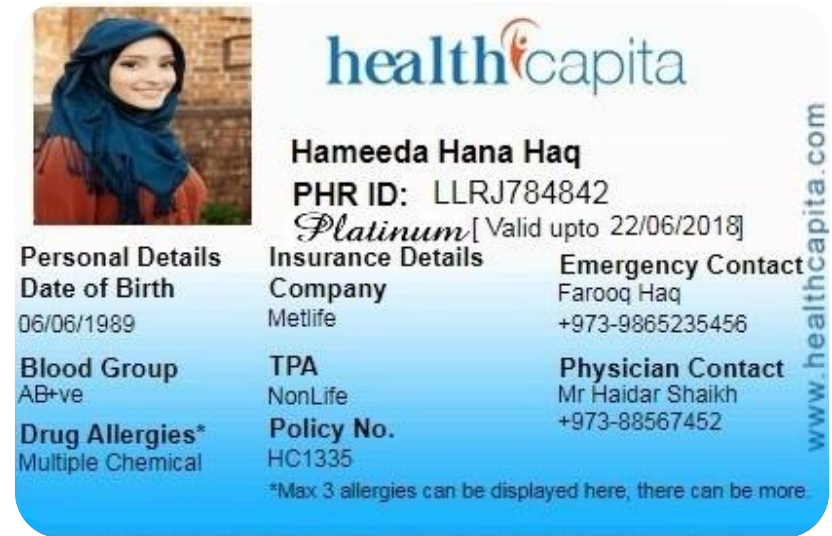 healthcapita
Hameeda Hana Haq
PHR ID: LLRJ784842
Platinum [ Valid upto 22/06/2018]
Personal Details
Date of Birth
06/06/1989
Blood Group
AB+ve
Drug Allergies*
Multiple Chemical
Insurance Details
Company
Metlife
TPA
NonLife
Policy No.
HC1335
Emergency Contact
Farooq Haq
+973-9865235456
Physician Contact
Mr Haidar Shaikh
+973-88567452
*Max 3 allergies can be displayed here, there can be more.
www.healthcapita.com